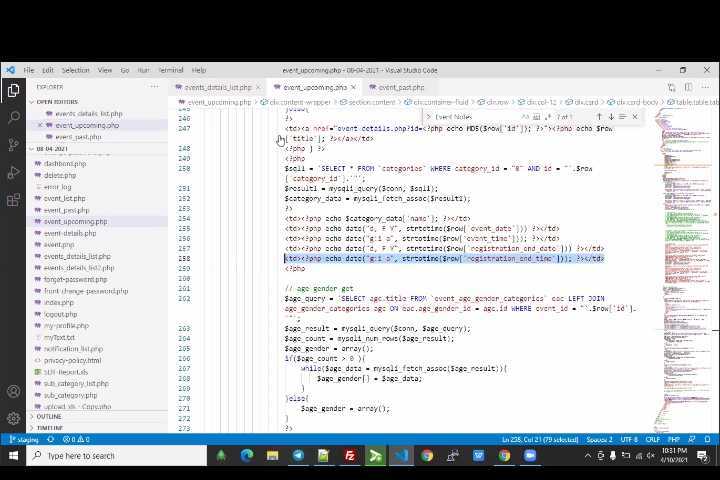 File Edit Selection View Go Run Terminal Help
event_upcoming.php - 08-04-2021 - Visual Studio Code
EXPLORER
OPEN EDITORS
events_details_list.php
event_upcoming.php
event_past.php
08-04-2021
dashbord.php
delete.php
error_log
event_list.php
event_past.php
event_upcoming.php
event-details.php
event.php
events_details_list.php
events_details_list2.php
forget-password.php
front-change-password.php
index.php
logout.php
my-profile.php
notification_list.php
privacy-policy.html
sub_category_list.php
sub_category.php
upload_xls - Copy.php
OUTLINE
TIMELINE
events_details_list.php event_upcoming.php event_past.php
event_upcoming.php div.content-wrapper section.content div.container-fluid div.row div.col-12 div.card div.card-body
Event Notes ? of 1
246 }else{
?>
247 <td><a href="event-details.php?id=<?php echo MD5($row['id']); ?>"><?php echo $row
['title']; ?></a></td>
248 <?php } ?>
249 <?php
250 $sqli = "SELECT * FROM `categories` WHERE category_id = "0" AND id = "'.$row
['category_id'].'"';
251 $result1 = mysqli_query($conn, $sqli);
252 $category_data = mysqli_fetch_assoc($result1);
253 ?>
254 <td><?php echo $category_data['name']; ?></td>
255 <td><?php echo date("d, F Y", strtotime($row['event_date'])) ?></td>
256 <td><?php echo date("g:i a", strtotime($row['event_time'])); ?></td>
257 <td><?php echo date("d, F Y", strtotime($row['registration_end_date'])) ?></td>
258 <td><?php echo date("g:i a", strtotime($row['registration_end_time'])); ?></td>
259 <?php
260
261 // age gender get
262 $age_query = 'SELECT agc.title FROM `event_age_gender_categories` eac LEFT JOIN
age_gender_categories agc ON eac.age_gender_id = agc.id WHERE event_id = "'.$row['id'].
'"';
263 $age_result = mysqli_query($conn, $age_query);
264 $age_count = mysqli_num_rows($age_result);
265 $age_gender = array();
266 if($age_count > 0 ){
267 while($age_data = mysqli_fetch_assoc($age_result)){
268 $age_gender[] = $age_data;
269 }
270 }else{
271 $age_gender = array();
272 }
273 ?>
staging 0 0
Ln 258, Col 21 (79 selected) Spaces: 2 UTF-8 CRLF PHP
Type here to search
10:31 PM
4/10/2021